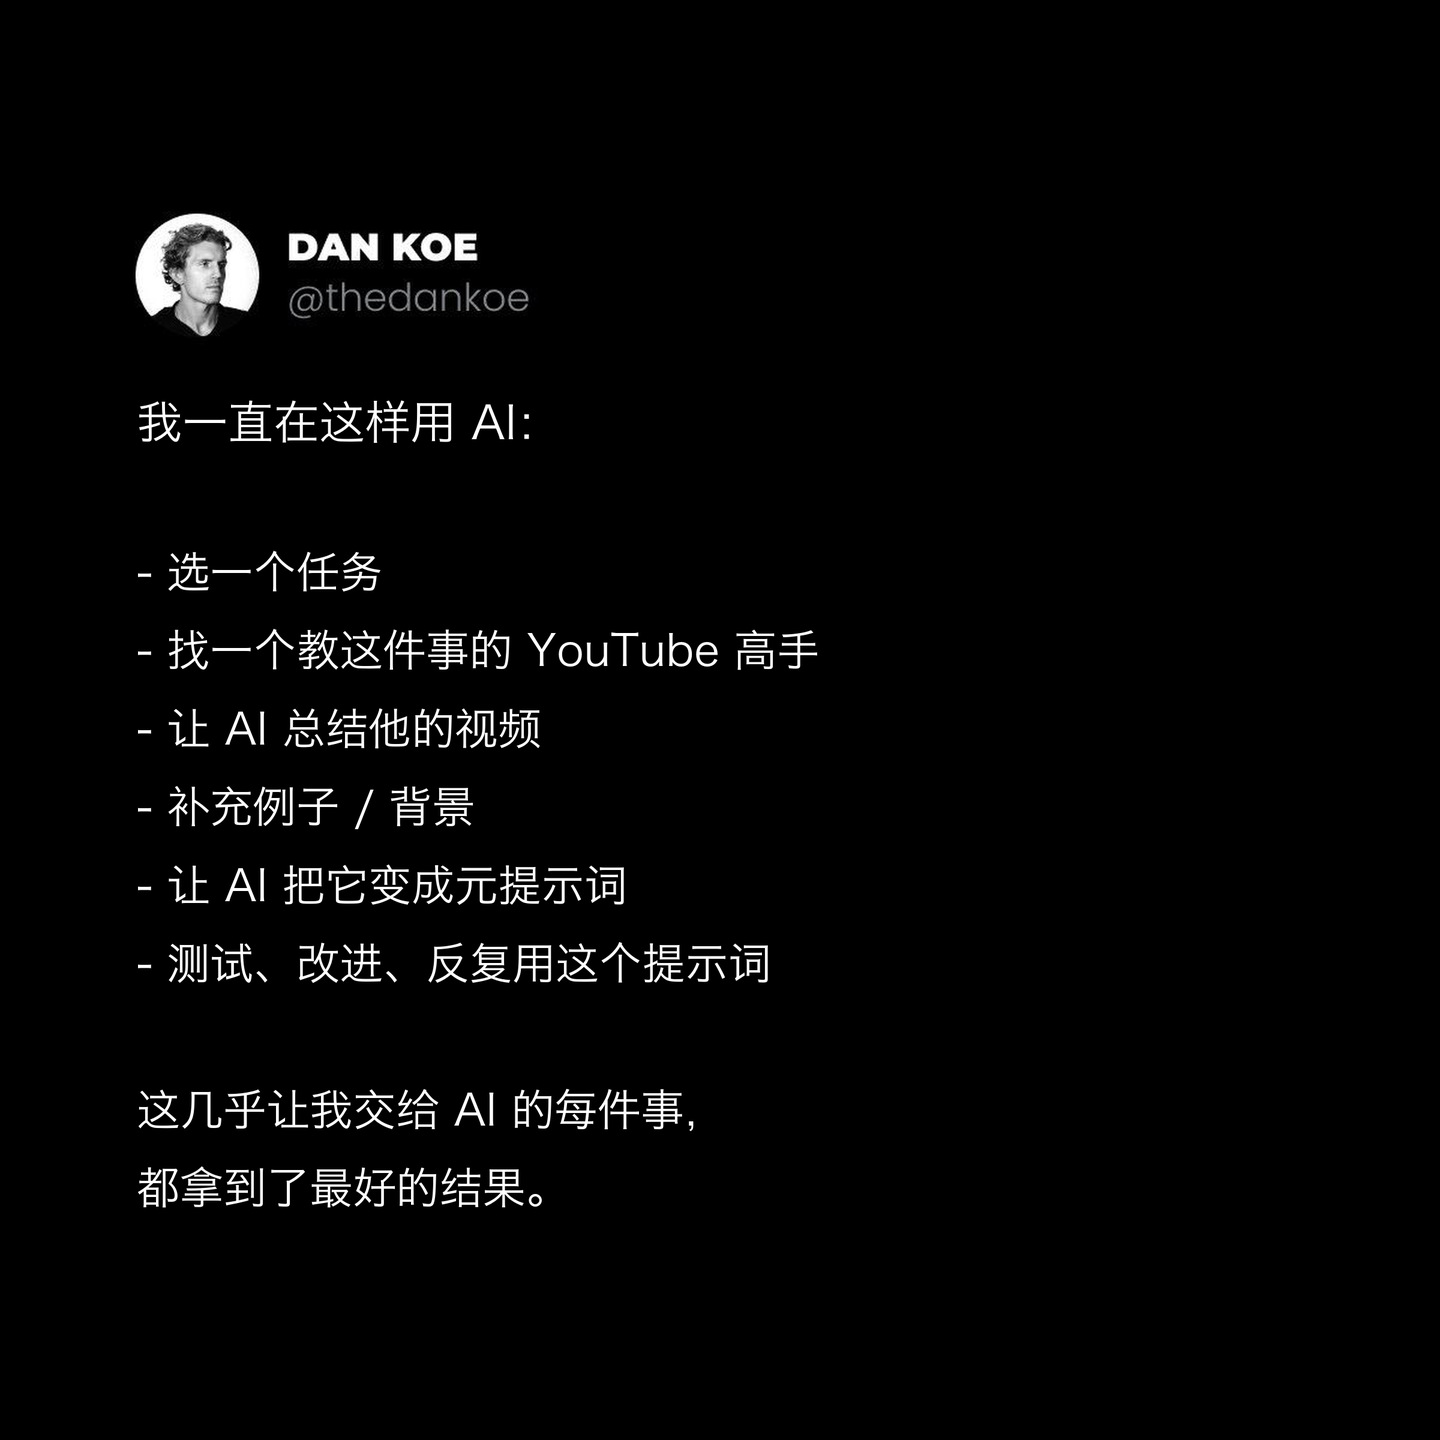 DAN KOE
@thedankoe
我一直在这样用 AI:
- 选一个任务
- 找一个教这件事的 YouTube 高手
- 让 AI 总结他的视频
- 补充例子 / 背景
- 让 AI 把它变成元提示词
- 测试、改进、反复用这个提示词
这几乎让我交给 AI 的每件事,
都拿到了最好的结果。